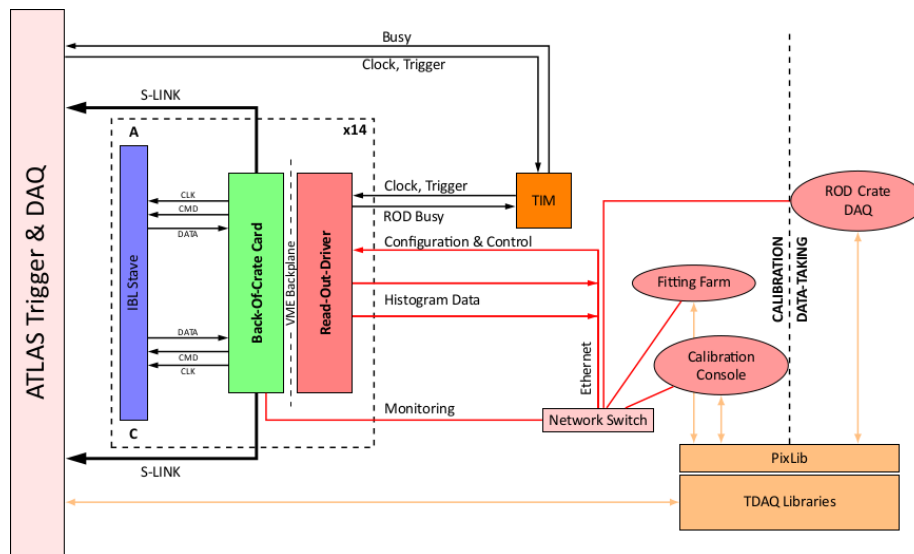 ATLAS Trigger & DAQ
Busy
Clock, Trigger
S-LINK
A
x14
IBL Stave
CLK
CMD
DATA
DATA
CMD
CLK
Back-Of-Crate Card
VME Backplane
Read-Out-Driver
Clock, Trigger
ROD Busy
TIM
Configuration & Control
Histogram Data
Ethernet
Monitoring
Network Switch
Fitting Farm
Calibration
Console
ROD Crate
DAQ
CALIBRATION
DATA-TAKING
C
S-LINK
PixLib
TDAQ Libraries